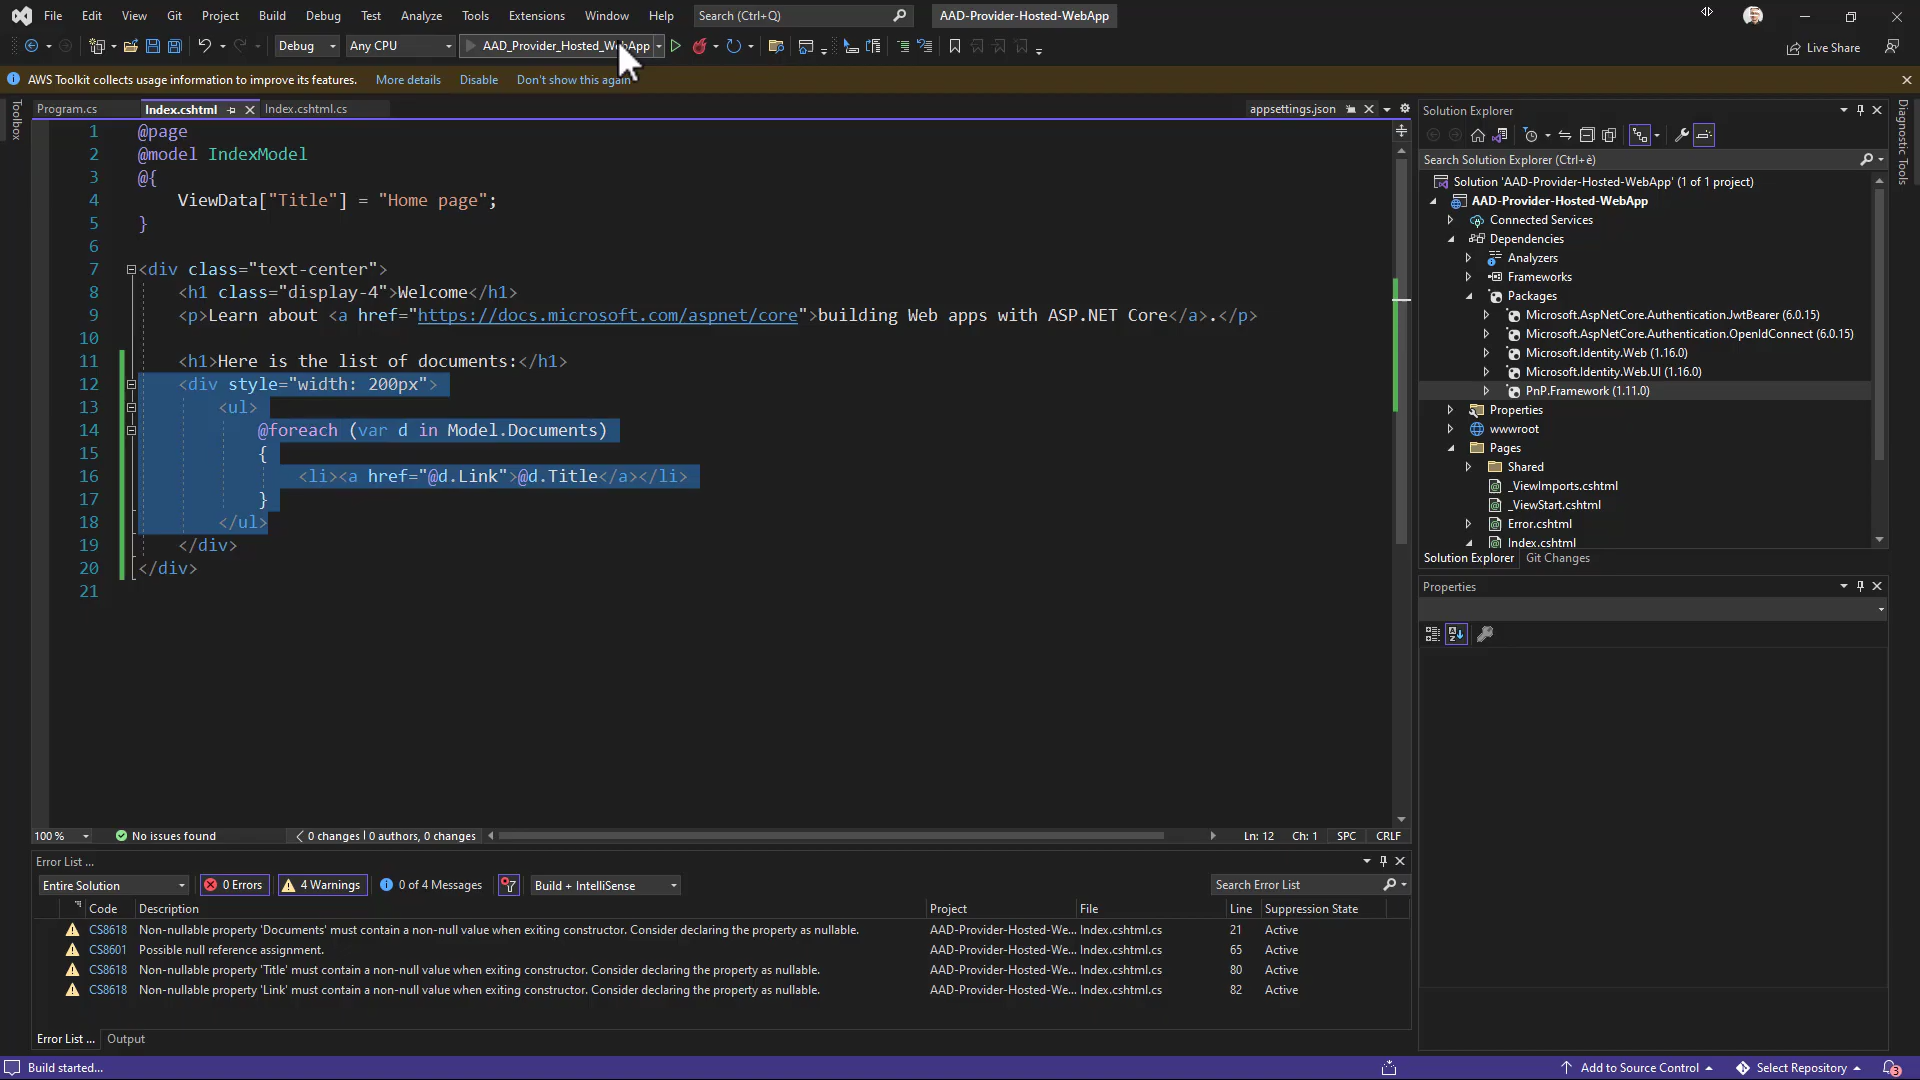 File Edit View Git Project Build Debug Test Analyze Tools Extensions Window Help Search (Ctrl+Q) AAD-Provider-Hosted-WebApp
Debug Any CPU AAD_Provider_Hosted_WebApp Live Share
AWS Toolkit collects usage information to improve its features. More details Disable Don't show this again
Toolbox
Program.cs Index.cshtml Index.cshtml.cs appsettings.json
1 @page
2 @model IndexModel
3 @{
4 ViewData["Title"] = "Home page";
5 }
6
7 <div class="text-center">
8 <h1 class="display-4">Welcome</h1>
9 <p>Learn about <a href="https://docs.microsoft.com/aspnet/core">building Web apps with ASP.NET Core</a>.</p>
10
11 <h1>Here is the list of documents:</h1>
12 <div style="width: 200px">
13 <ul>
14 @foreach (var d in Model.Documents)
15 {
16 <li><a href="@d.Link">@d.Title</a></li>
17 }
18 </ul>
19 </div>
20 </div>
21
100 % No issues found 0 changes | 0 authors, 0 changes Ln: 12 Ch: 1 SPC CRLF
Error List ...
Entire Solution 0 Errors 4 Warnings 0 of 4 Messages Build + IntelliSense Search Error List
Code Description Project File Line Suppression State
CS8618 Non-nullable property 'Documents' must contain a non-null value when exiting constructor. Consider declaring the property as nullable. AAD-Provider-Hosted-We... Index.cshtml.cs 21 Active
CS8601 Possible null reference assignment. AAD-Provider-Hosted-We... Index.cshtml.cs 65 Active
CS8618 Non-nullable property 'Title' must contain a non-null value when exiting constructor. Consider declaring the property as nullable. AAD-Provider-Hosted-We... Index.cshtml.cs 80 Active
CS8618 Non-nullable property 'Link' must contain a non-null value when exiting constructor. Consider declaring the property as nullable. AAD-Provider-Hosted-We... Index.cshtml.cs 82 Active
Error List ... Output
Solution Explorer
Search Solution Explorer (Ctrl+è)
Solution 'AAD-Provider-Hosted-WebApp' (1 of 1 project)
AAD-Provider-Hosted-WebApp
Connected Services
Dependencies
Analyzers
Frameworks
Packages
Microsoft.AspNetCore.Authentication.JwtBearer (6.0.15)
Microsoft.AspNetCore.Authentication.OpenIdConnect (6.0.15)
Microsoft.Identity.Web (1.16.0)
Microsoft.Identity.Web.UI (1.16.0)
PnP.Framework (1.11.0)
Properties
wwwroot
Pages
Shared
_ViewImports.cshtml
_ViewStart.cshtml
Error.cshtml
Index.cshtml
Solution Explorer Git Changes
Properties
Diagnostic Tools
Build started... Add to Source Control Select Repository 3